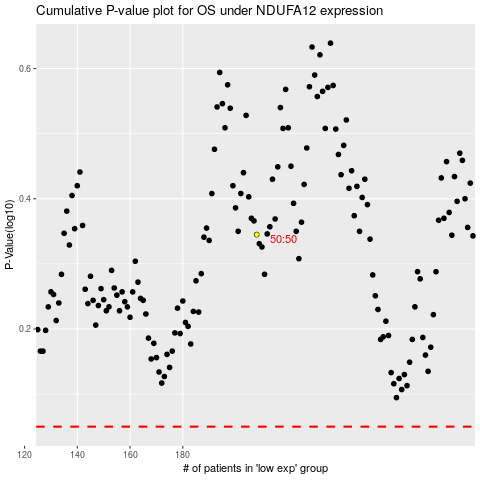 Cumulative P-value plot for OS under NDUFA12 expression
P-Value(log10)
0.6
0.4
0.2
50:50
120 140 160 180
# of patients in 'low exp' group